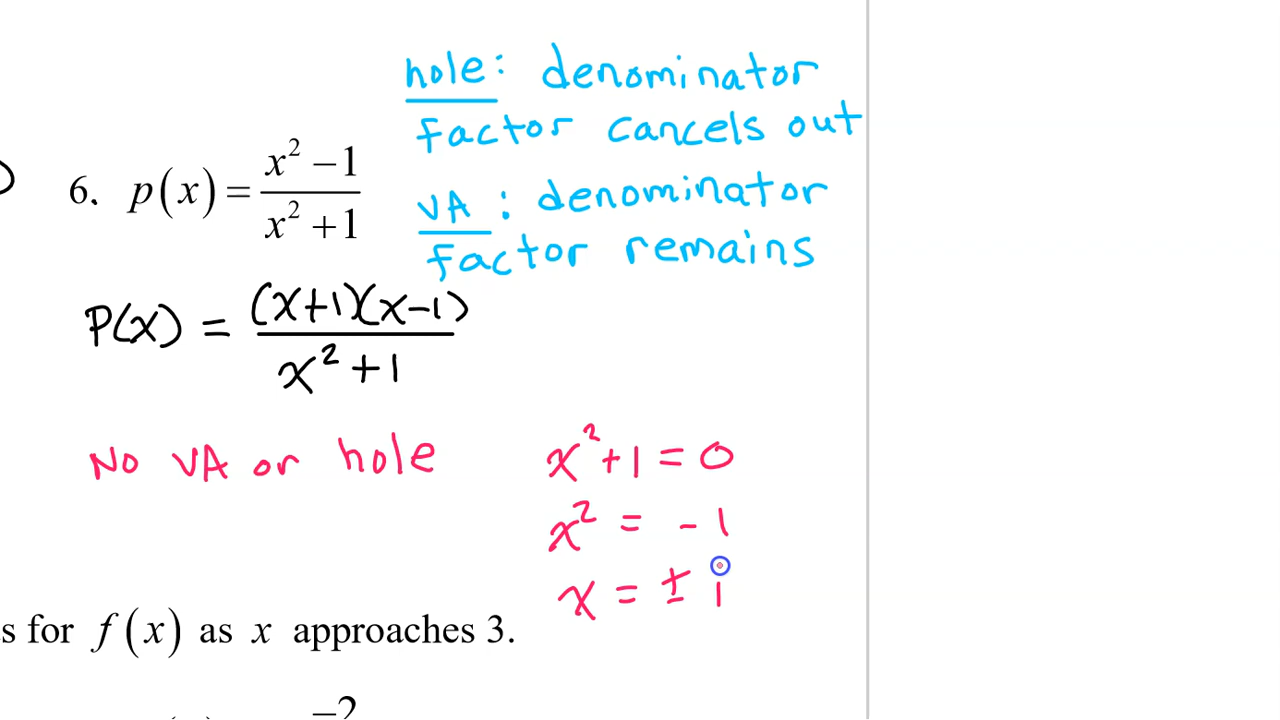 hole: denominator
factor cancels out
6. p(x) = x² − 1 / x² + 1
VA: denominator
factor remains
P(x) = (x+1)(x−1) / x² + 1
No VA or hole
x² + 1 = 0
x² = - 1
x = ± i
s for f(x) as x approaches 3.
−2